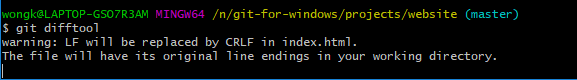 wongk@LAPTOP-GSO7R3AM MINGW64 /n/git-for-windows/projects/website (master)
$ git difftool
warning: LF will be replaced by CRLF in index.html.
The file will have its original line endings in your working directory.